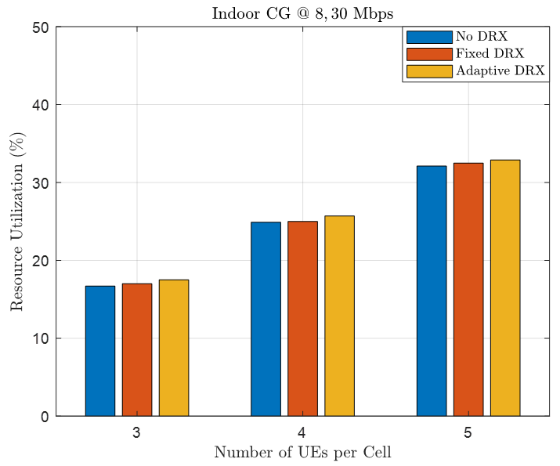 Indoor CG @ 8, 30 Mbps
50
40
30
20
10
0
Resource Utilization (%)
No DRX
Fixed DRX
Adaptive DRX
3
4
5
Number of UEs per Cell